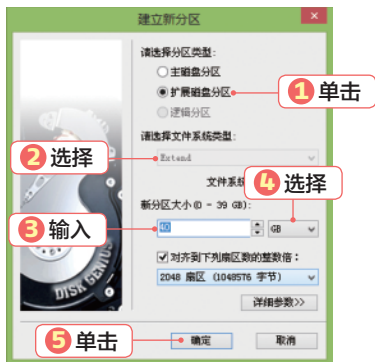 建立新分区
请选择分区类型:
主磁盘分区
扩展磁盘分区
1 单击
逻辑分区
请选择文件系统类型:
2 选择
Extend
文件系统
4 选择
新分区大小(0 - 39 GB):
3 输入
40
GB
对齐到下列扇区数的整数倍:
2048 扇区 (1048576 字节)
详细参数>>
DISK GENIUS
5 单击
确定
取消